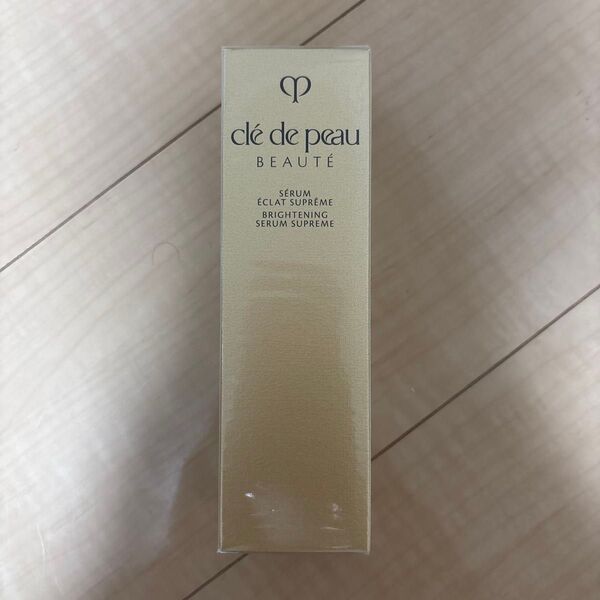 clé de peau
BEAUTÉ
SÉRUM
ÉCLAT SUPRÊME
BRIGHTENING
SERUM SUPREME